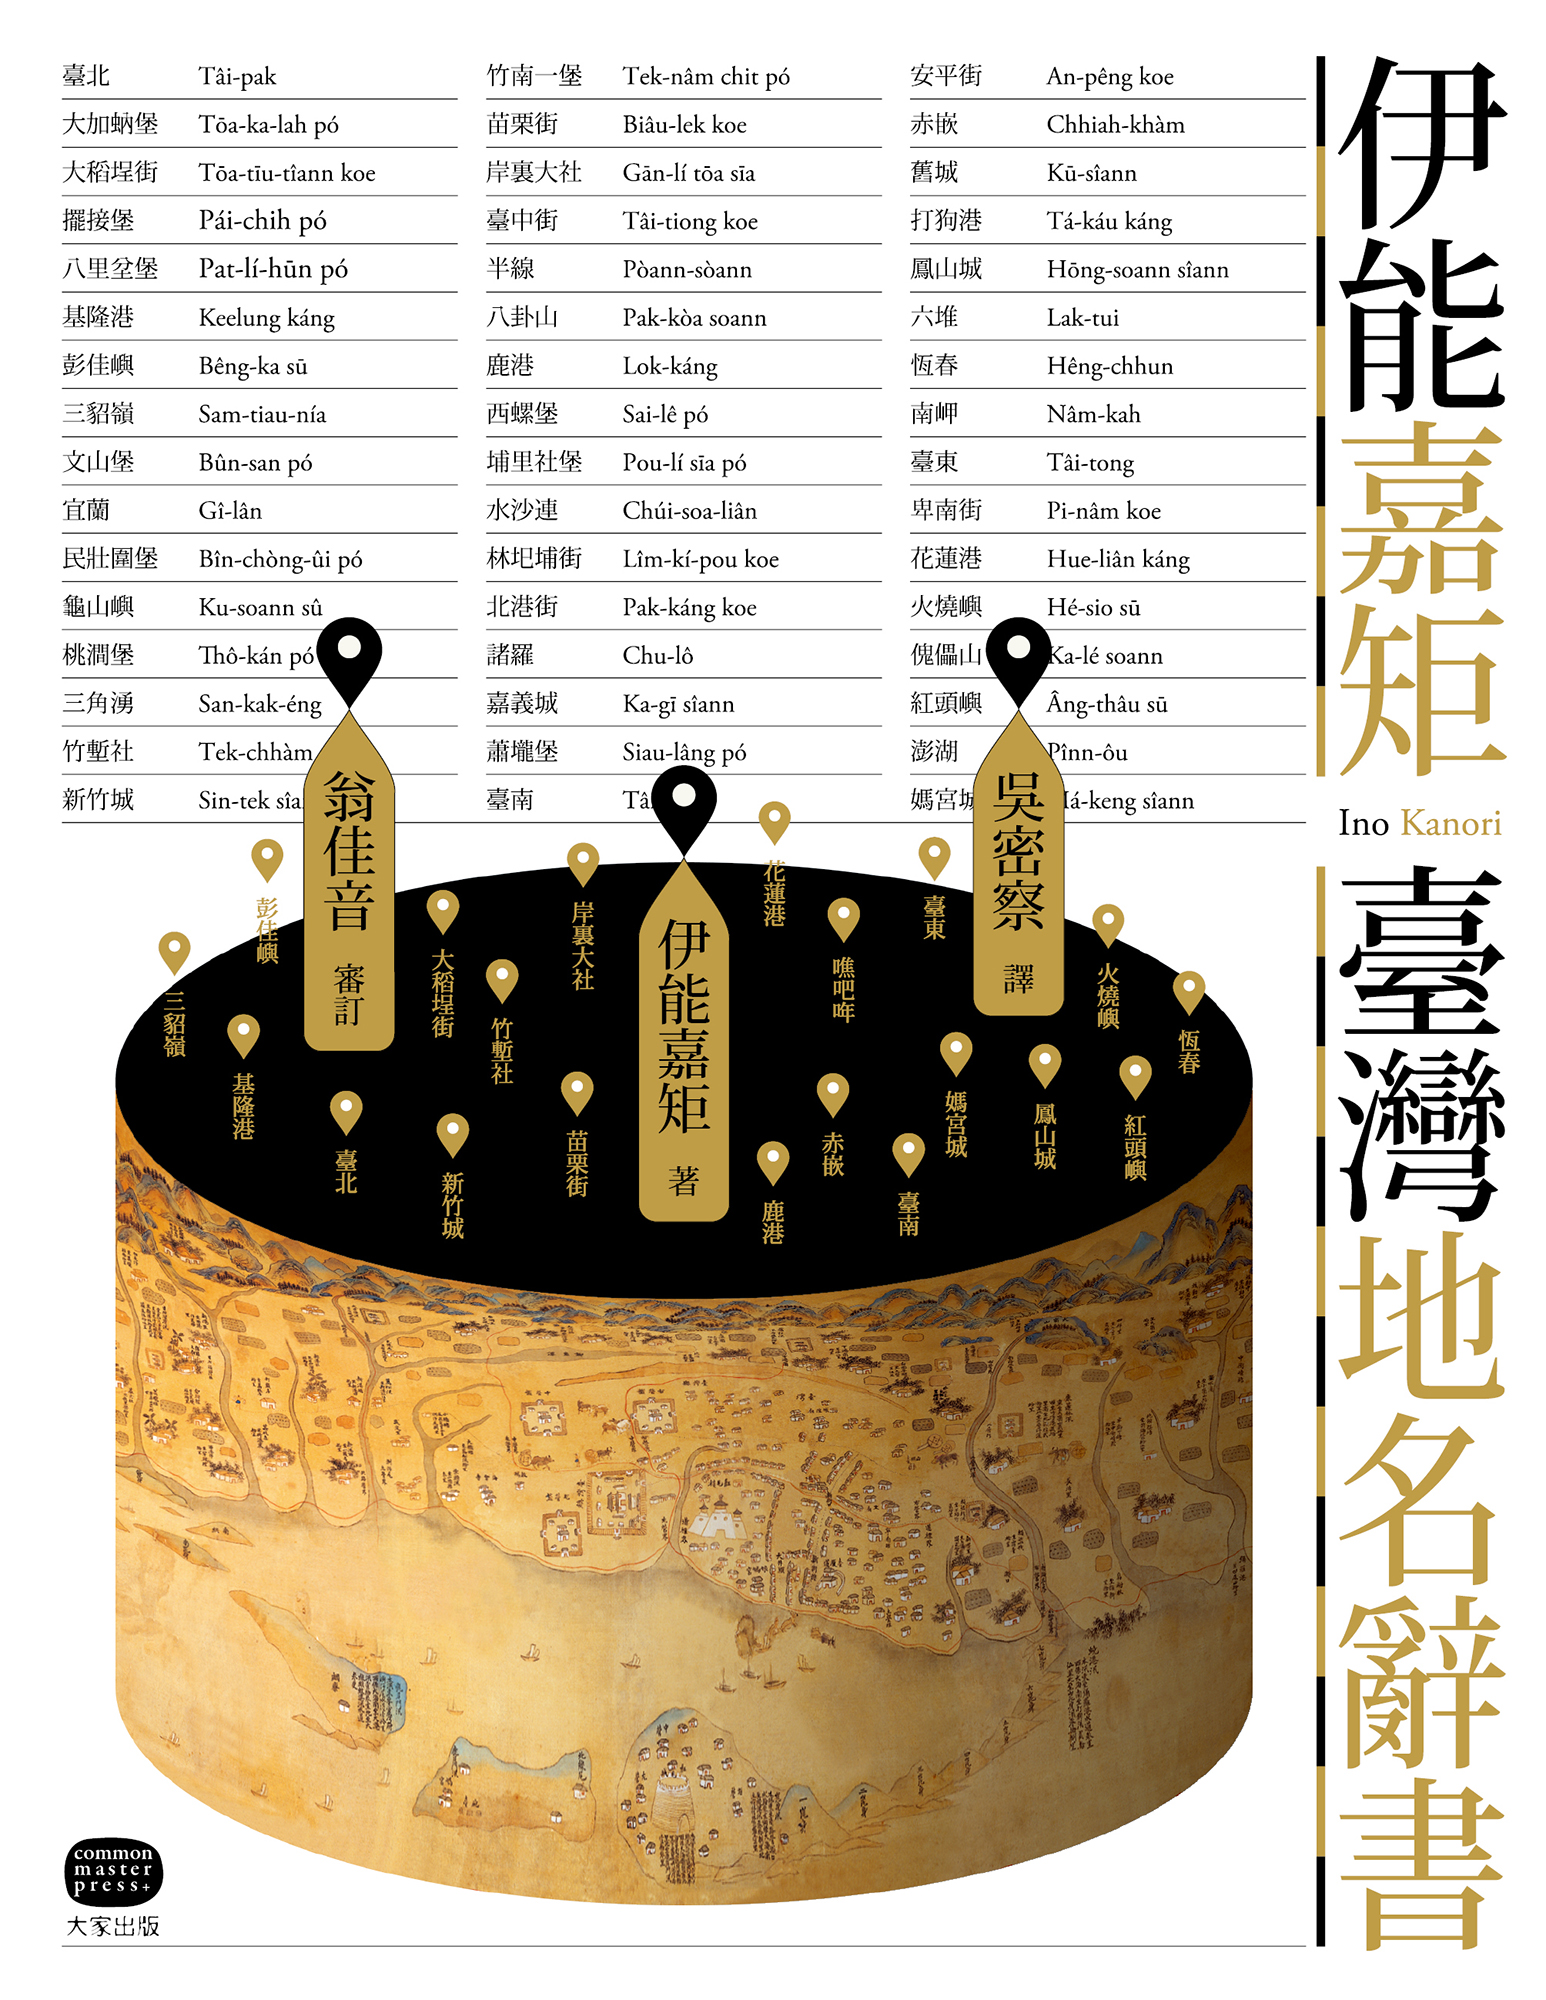 臺北 Tâi-pak
大加蚋堡 Tōa-ka-lah pó
大稻埕街 Tōa-tīu-tîann koe
擺接堡 Pái-chih pó
八里坌堡 Pat-lí-hūn pó
基隆港 Keelung káng
彭佳嶼 Bêng-ka sū
三貂嶺 Sam-tiau-nía
文山堡 Bûn-san pó
宜蘭 Gî-lân
民壯圍堡 Bîn-chòng-ûi pó
龜山嶼 Ku-soann sû
桃澗堡 Thô-kán pó
三角湧 San-kak-éng
竹塹社 Tek-chhàm
新竹城 Sin-tek
竹南一堡 Tek-nâm chit pó
苗栗街 Biâu-lek koe
岸裏大社 Gān-lí tōa sīa
臺中街 Tâi-tiong koe
半線 Pòann-sòann
八卦山 Pak-kòa soann
鹿港 Lok-káng
西螺堡 Sai-lê pó
埔里社堡 Pou-lí sīa pó
水沙連 Chúi-soa-liân
林圯埔街 Lîm-kí-pou koe
北港街 Pak-káng koe
諸羅 Chu-lô
嘉義城 Ka-gī sîann
蕭壠堡 Siau-lâng pó
臺南
安平街 An-pêng koe
赤嵌 Chhiah-khàm
舊城 Kū-sîann
打狗港 Tá-káu káng
鳳山城 Hōng-soann sîann
六堆 Lak-tui
恆春 Hêng-chhun
南岬 Nâm-kah
臺東 Tâi-tong
卑南街 Pi-nâm koe
花蓮港 Hue-liân káng
火燒嶼 Hé-sio sū
傀儡山 Ka-lé soann
紅頭嶼 Âng-thâu sū
澎湖 Pînn-ôu
媽宮城 Má-keng sîann
伊能嘉矩
Ino Kanori
臺灣地名辭書
翁佳音 審訂
伊能嘉矩 著
吳密察 譯
彭佳嶼
三貂嶺
基隆港
臺北
大稻埕街
竹塹社
新竹城
岸裏大社
苗栗街
花蓮港
噍吧哖
鹿港
赤嵌
臺南
臺東
媽宮城
鳳山城
火燒嶼
紅頭嶼
恆春
common
master
press+
大家出版